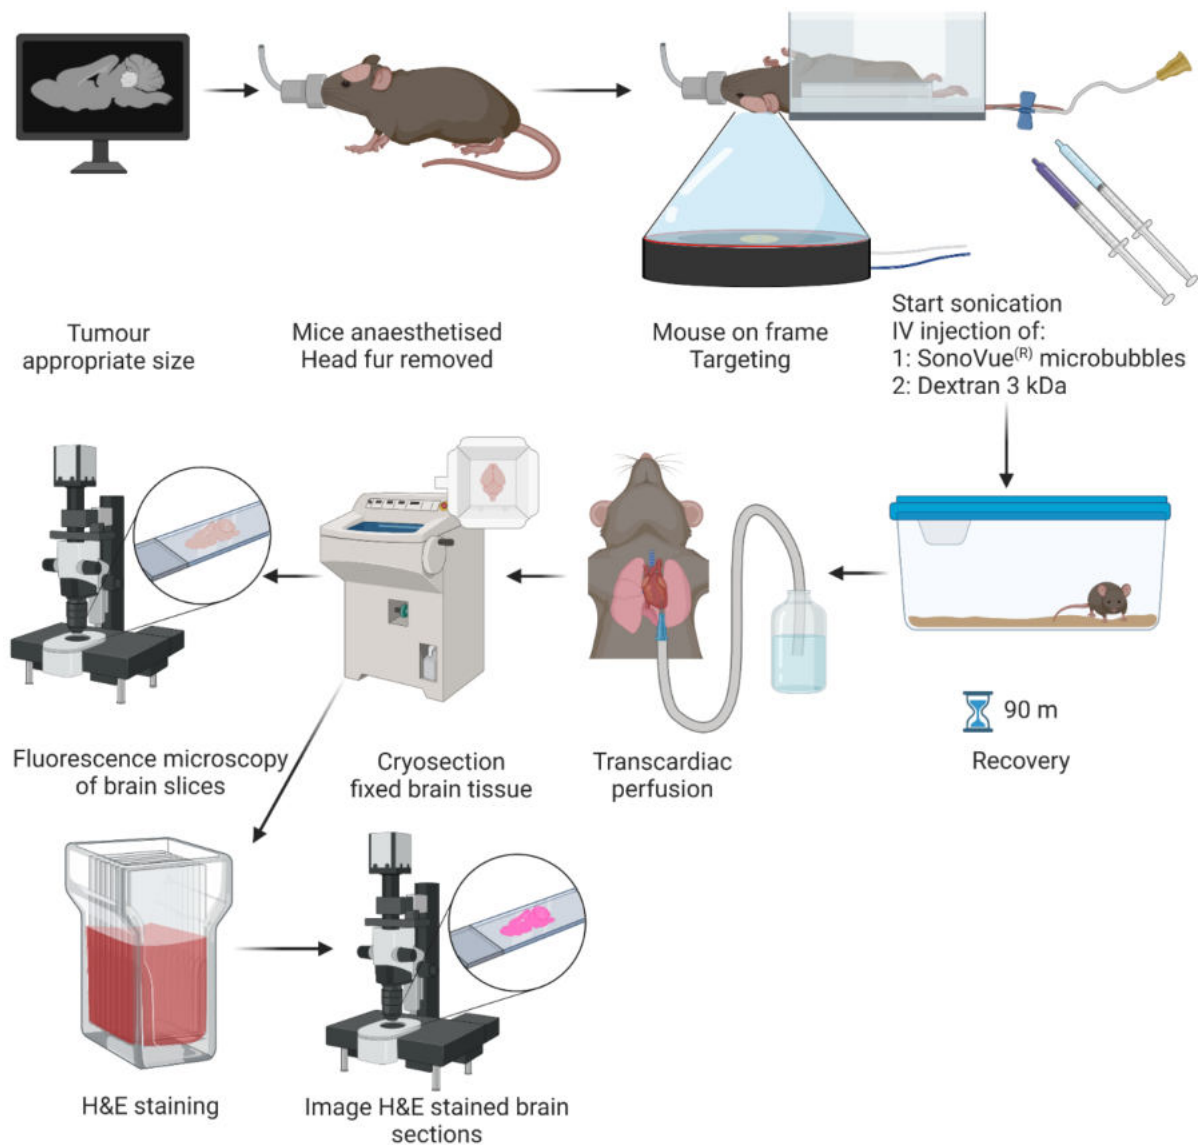 Tumour
appropriate size
Mice anaesthetised
Head fur removed
Mouse on frame
Targeting
Start sonication
IV injection of:
1: SonoVue(R) microbubbles
2: Dextran 3 kDa
90 m
Recovery
Transcardiac
perfusion
Cryosection
fixed brain tissue
Fluorescence microscopy
of brain slices
H&E staining
Image H&E stained brain
sections